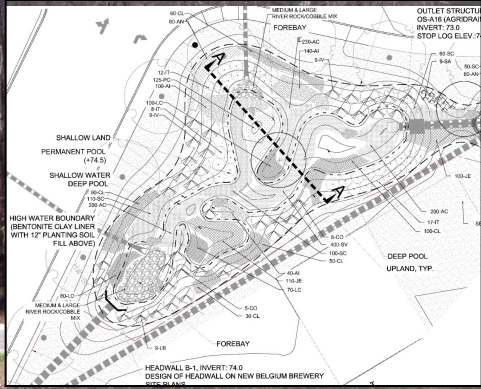 60-CL
80-AN
MEDIUM & LARGE
RIVER ROCK/COBBLE MIX
FOREBAY
OUTLET STRUCTU
OS-A16 (AGRIDRAI
INVERT: 73.0
STOP LOG ELEV.:7
230-AC
140-AI
9-IV
60-SC
9-SA
50-SC
60-AN
12-IT
125-PC
100-AI
100-LC
8-IT
9-IV
A
SHALLOW LAND
PERMANENT POOL
(+74.5)
SHALLOW WATER
DEEP POOL
90-CL
110-SC
200-AC
100-JE
HIGH WATER BOUNDARY
(BENTONITE CLAY LINER
WITH 12" PLANTING SOIL
FILL ABOVE)
A
200-AC
17-IT
100-CL
6-CO
403-SV
100-SC
50-CL
DEEP POOL
UPLAND, TYP.
40-AI
110-JE
70-LC
80-LC
MEDIUM & LARGE
RIVER ROCK/COBBLE
MIX
5-CO
30-CL
9-LB
FOREBAY
HEADWALL B-1, INVERT: 74.0
DESIGN OF HEADWALL ON NEW BELGIUM BREWERY
SITE PLANS